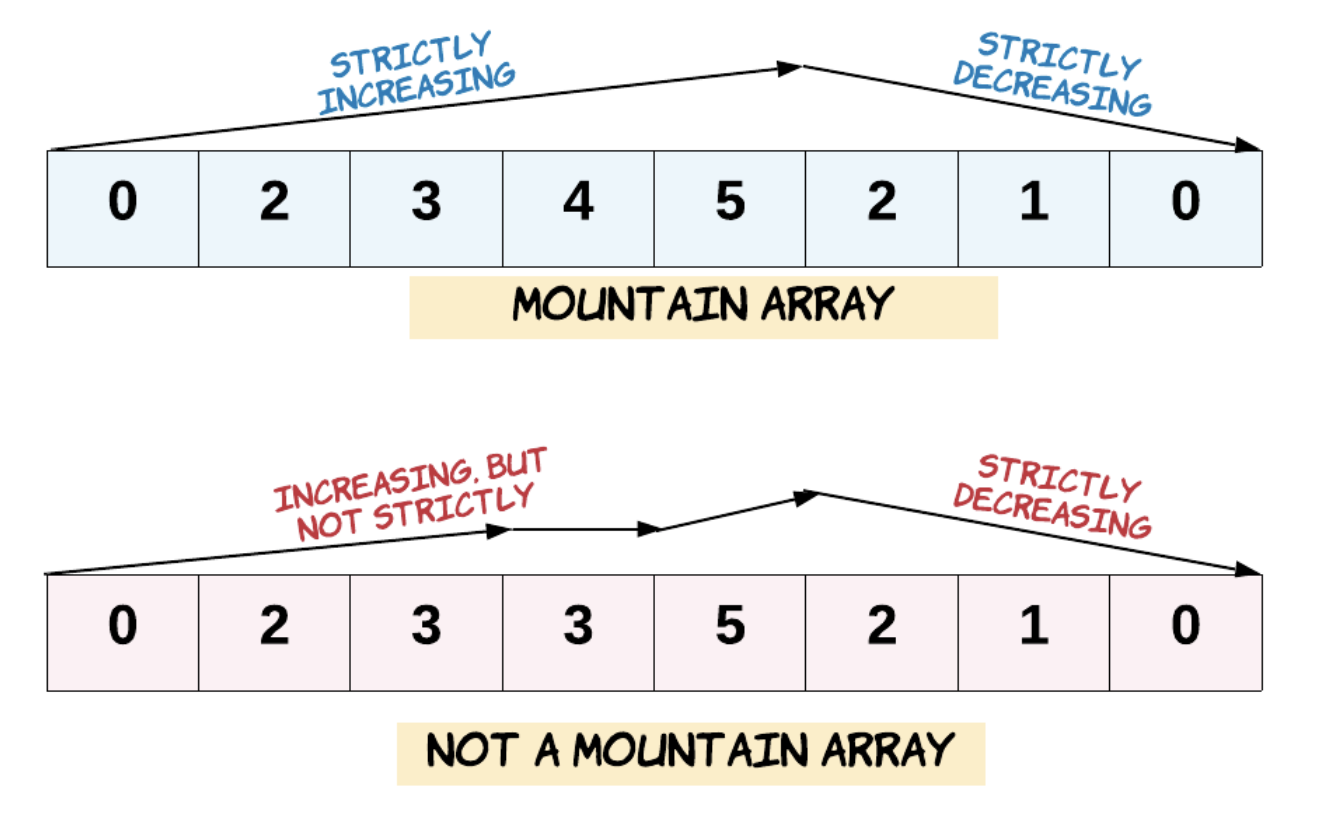 STRICTLY
INCREASING
STRICTLY
DECREASING
0 2 3 4 5 2 1 0
MOUNTAIN ARRAY
INCREASING, BUT
NOT STRICTLY
STRICTLY
DECREASING
0 2 3 3 5 2 1 0
NOT A MOUNTAIN ARRAY